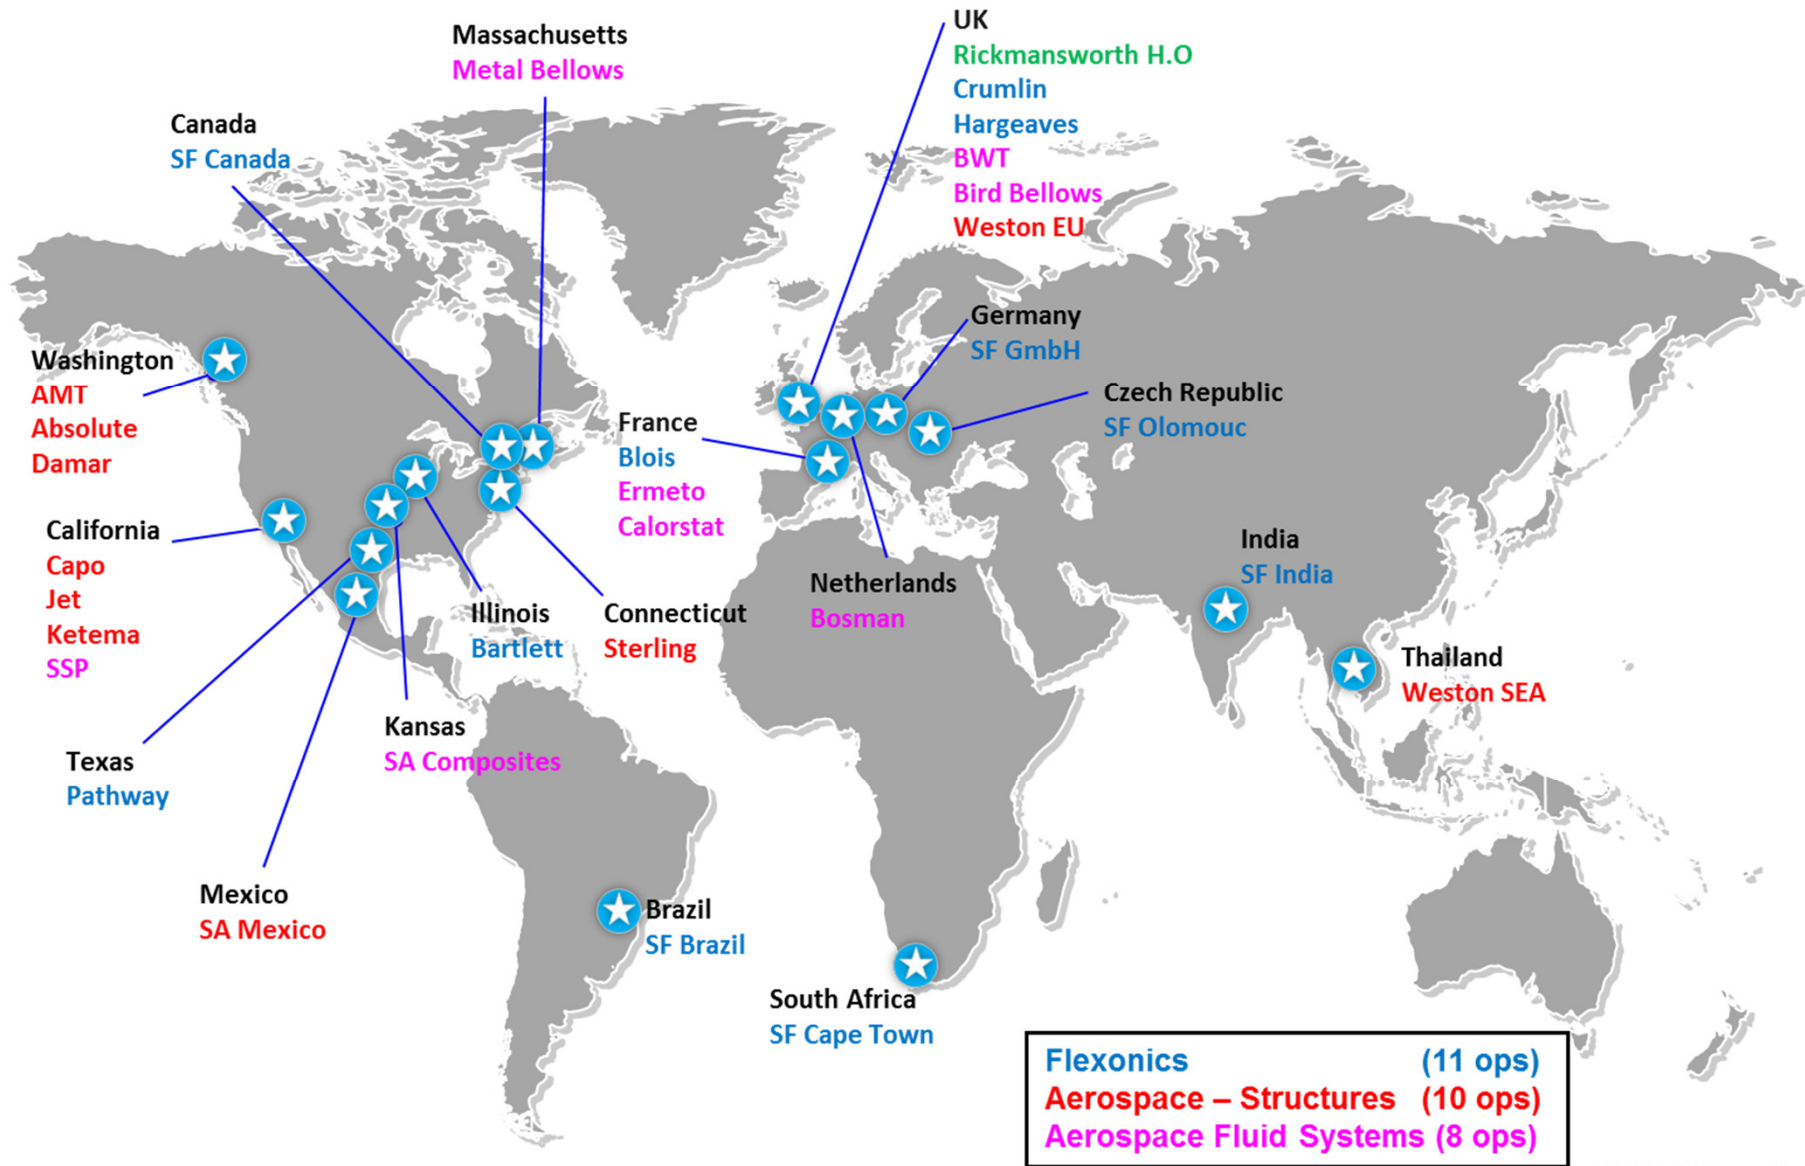 Massachusetts
Metal Bellows
UK
Rickmansworth H.O
Crumlin
Hargeaves
BWT
Bird Bellows
Weston EU
Canada
SF Canada
Washington
AMT
Absolute
Damar
Germany
SF GmbH
Czech Republic
SF Olomouc
France
Blois
Ermeto
Calorstat
California
Capo
Jet
Ketema
SSP
India
SF India
Netherlands
Bosman
Illinois
Bartlett
Connecticut
Sterling
Thailand
Weston SEA
Kansas
SA Composites
Texas
Pathway
Mexico
SA Mexico
Brazil
SF Brazil
South Africa
SF Cape Town
Flexonics (11 ops)
Aerospace – Structures (10 ops)
Aerospace Fluid Systems (8 ops)